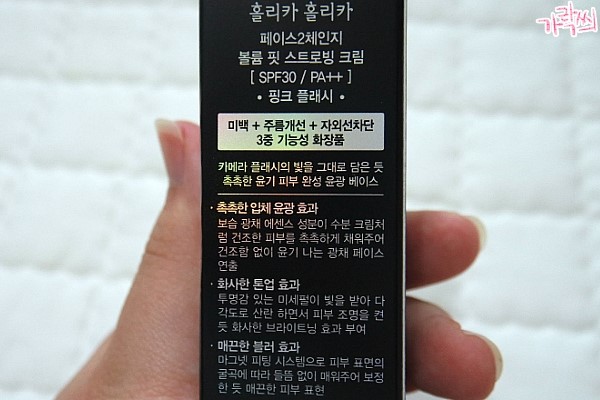 가락씨
홀리카 홀리카
페이스2체인지
볼륨 핏 스트로빙 크림
[ SPF30 / PA++ ]
• 핑크 플래시 •
미백 + 주름개선 + 자외선차단
3중 기능성 화장품
카메라 플래시의 빛을 그대로 담은 듯
촉촉한 윤기 피부 완성 윤광 베이스
· 촉촉한 입체 윤광 효과
보습 광채 에센스 성분이 수분 크림처
럼 건조한 피부를 촉촉하게 채워주어
건조함 없이 윤기 나는 광채 페이스
연출
· 화사한 톤업 효과
투명감 있는 미세펄이 빛을 받아 다
각도로 산란 하면서 피부 조명을 켠
듯 화사한 브라이트닝 효과 부여
· 매끈한 블러 효과
마그넷 피팅 시스템으로 피부 표면의
굴곡에 따라 들뜸 없이 메워주어 보정
한 듯 매끈한 피부 표현